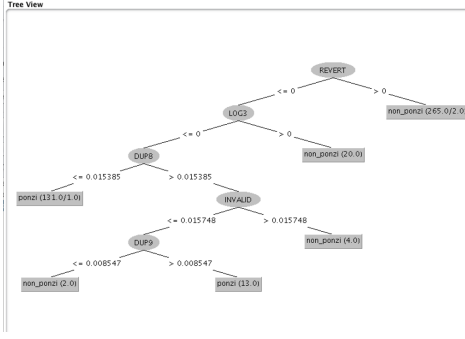 Tree View
REVERT
<= 0
> 0
LOG3
non_ponzi (265.0/2.0)
<= 0
> 0
DUP8
non_ponzi (20.0)
<= 0.015385
> 0.015385
ponzi (131.0/1.0)
INVALID
<= 0.015748
> 0.015748
DUP9
non_ponzi (4.0)
<= 0.008547
> 0.008547
non_ponzi (2.0)
ponzi (13.0)